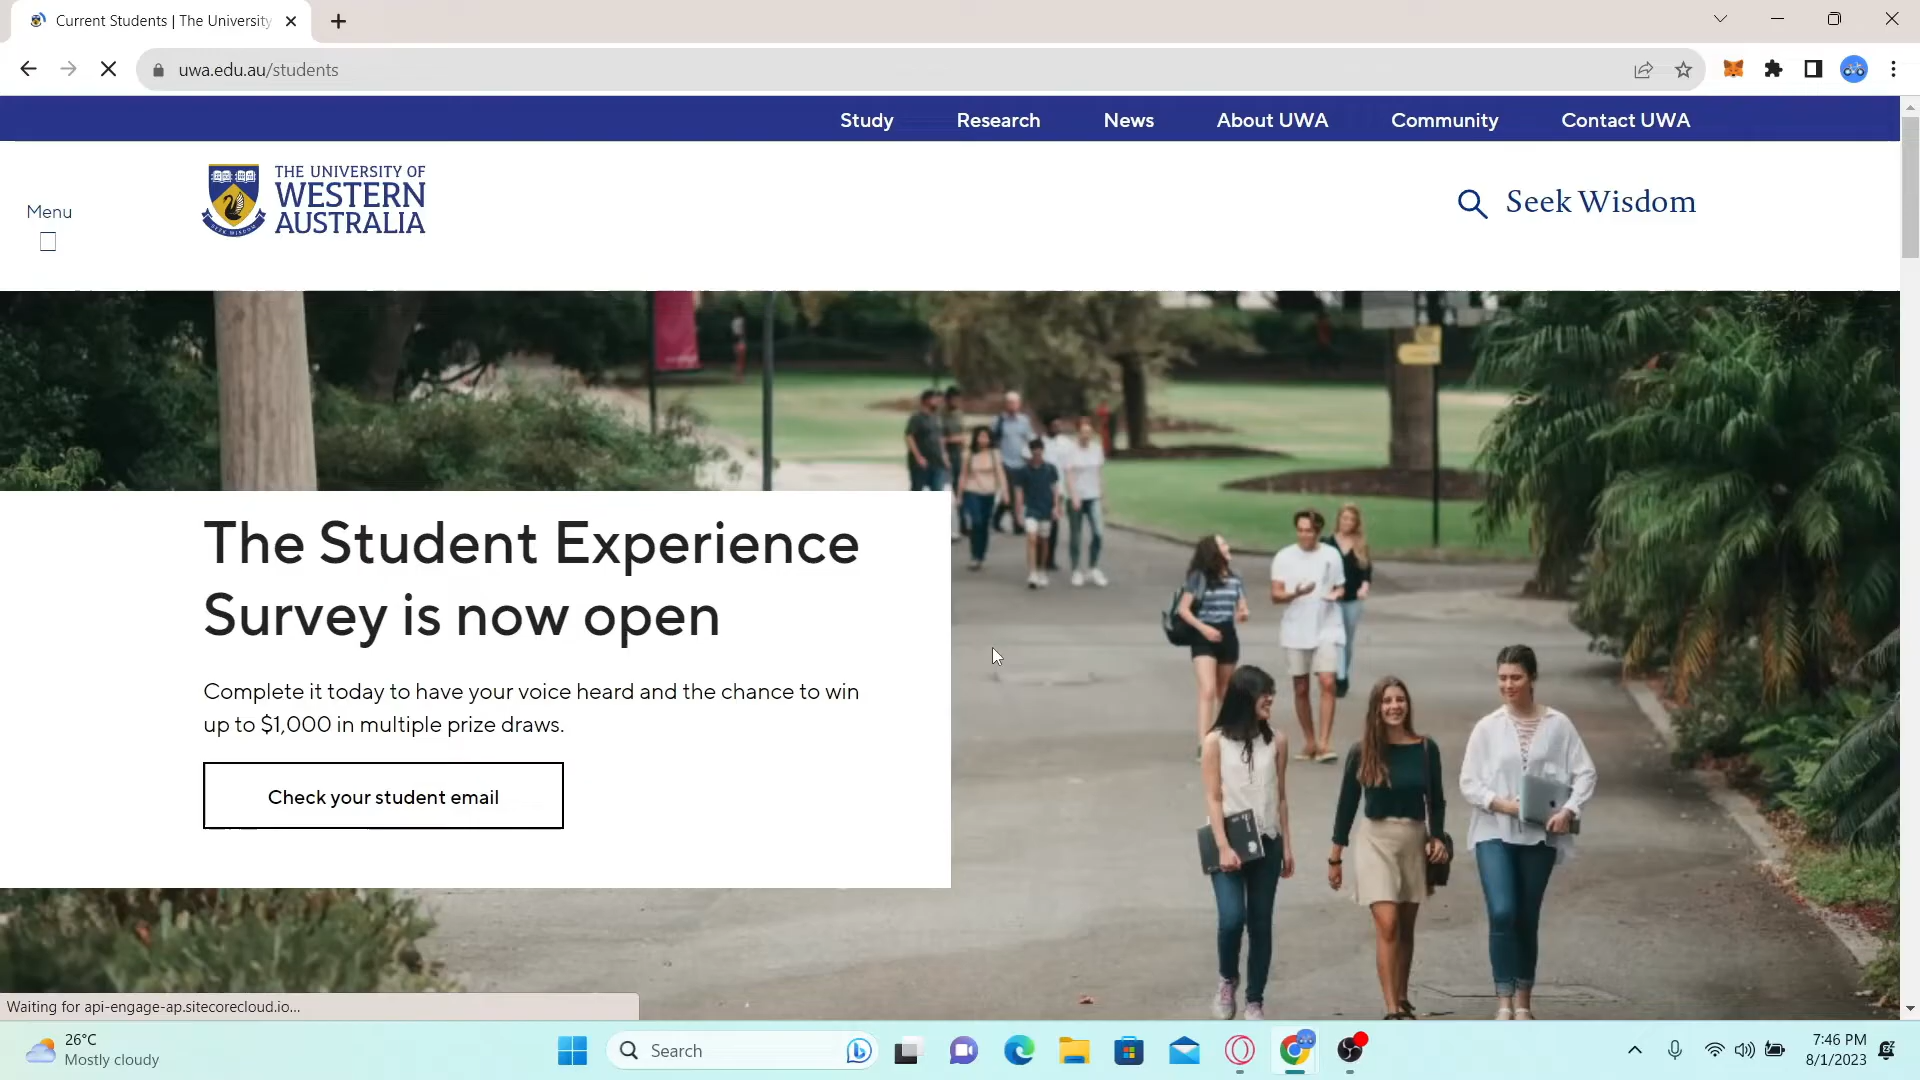 Current Students | The University
uwa.edu.au/students
Study Research News About UWA Community Contact UWA
Menu
THE UNIVERSITY OF
WESTERN
AUSTRALIA
SEEK WISDOM
Seek Wisdom
The Student Experience
Survey is now open
Complete it today to have your voice heard and the chance to win
up to $1,000 in multiple prize draws.
Check your student email
Waiting for api-engage-ap.sitecorecloud.io...
26°C
Mostly cloudy
Search
7:46 PM
8/1/2023